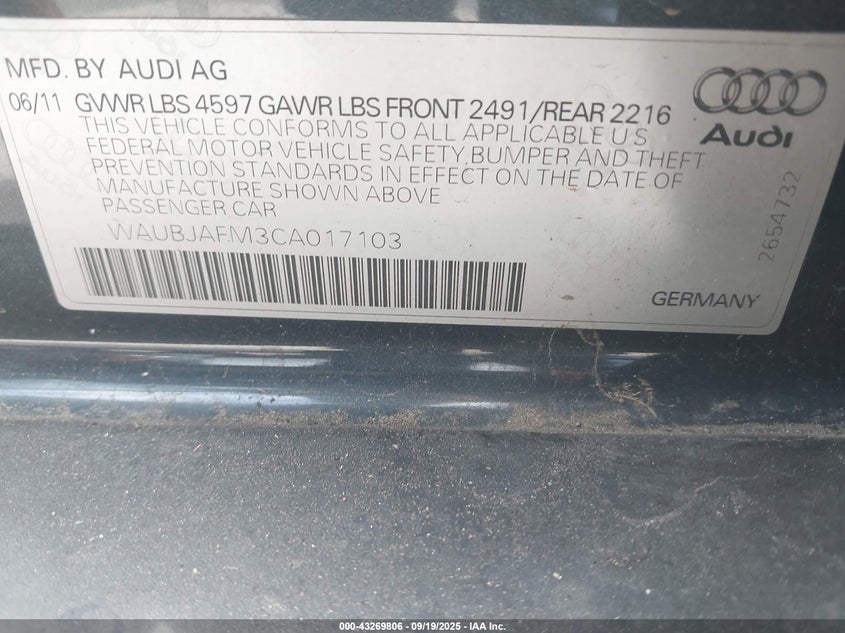 MFD. BY AUDI AG
06/11 GVWR LBS 4597 GAWR LBS FRONT 2491/REAR 2216
THIS VEHICLE CONFORMS TO ALL APPLICABLE U S
FEDERAL MOTOR VEHICLE SAFETY,BUMPER AND THEFT
PREVENTION STANDARDS IN EFFECT ON THE DATE OF
MANUFACTURE SHOWN ABOVE
PASSENGER CAR
WAUBJAFM3CA017103
Audi
2654732
GERMANY
000-43269806 - 09/19/2025 - IAA Inc.